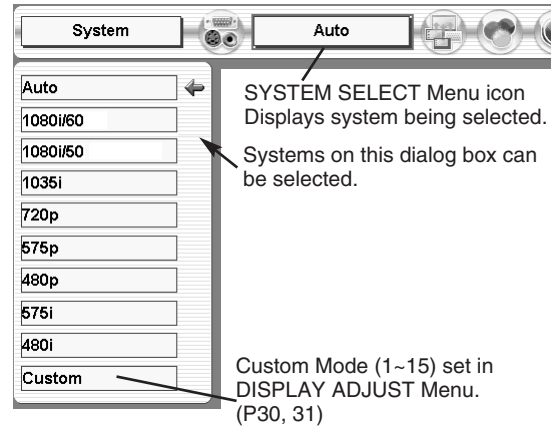 System
Auto
SYSTEM SELECT Menu icon
Displays system being selected.
Systems on this dialog box can
be selected.
Auto
1080i/60
1080i/50
1035i
720p
575p
480p
575i
480i
Custom
Custom Mode (1~15) set in
DISPLAY ADJUST Menu.
(P30, 31)